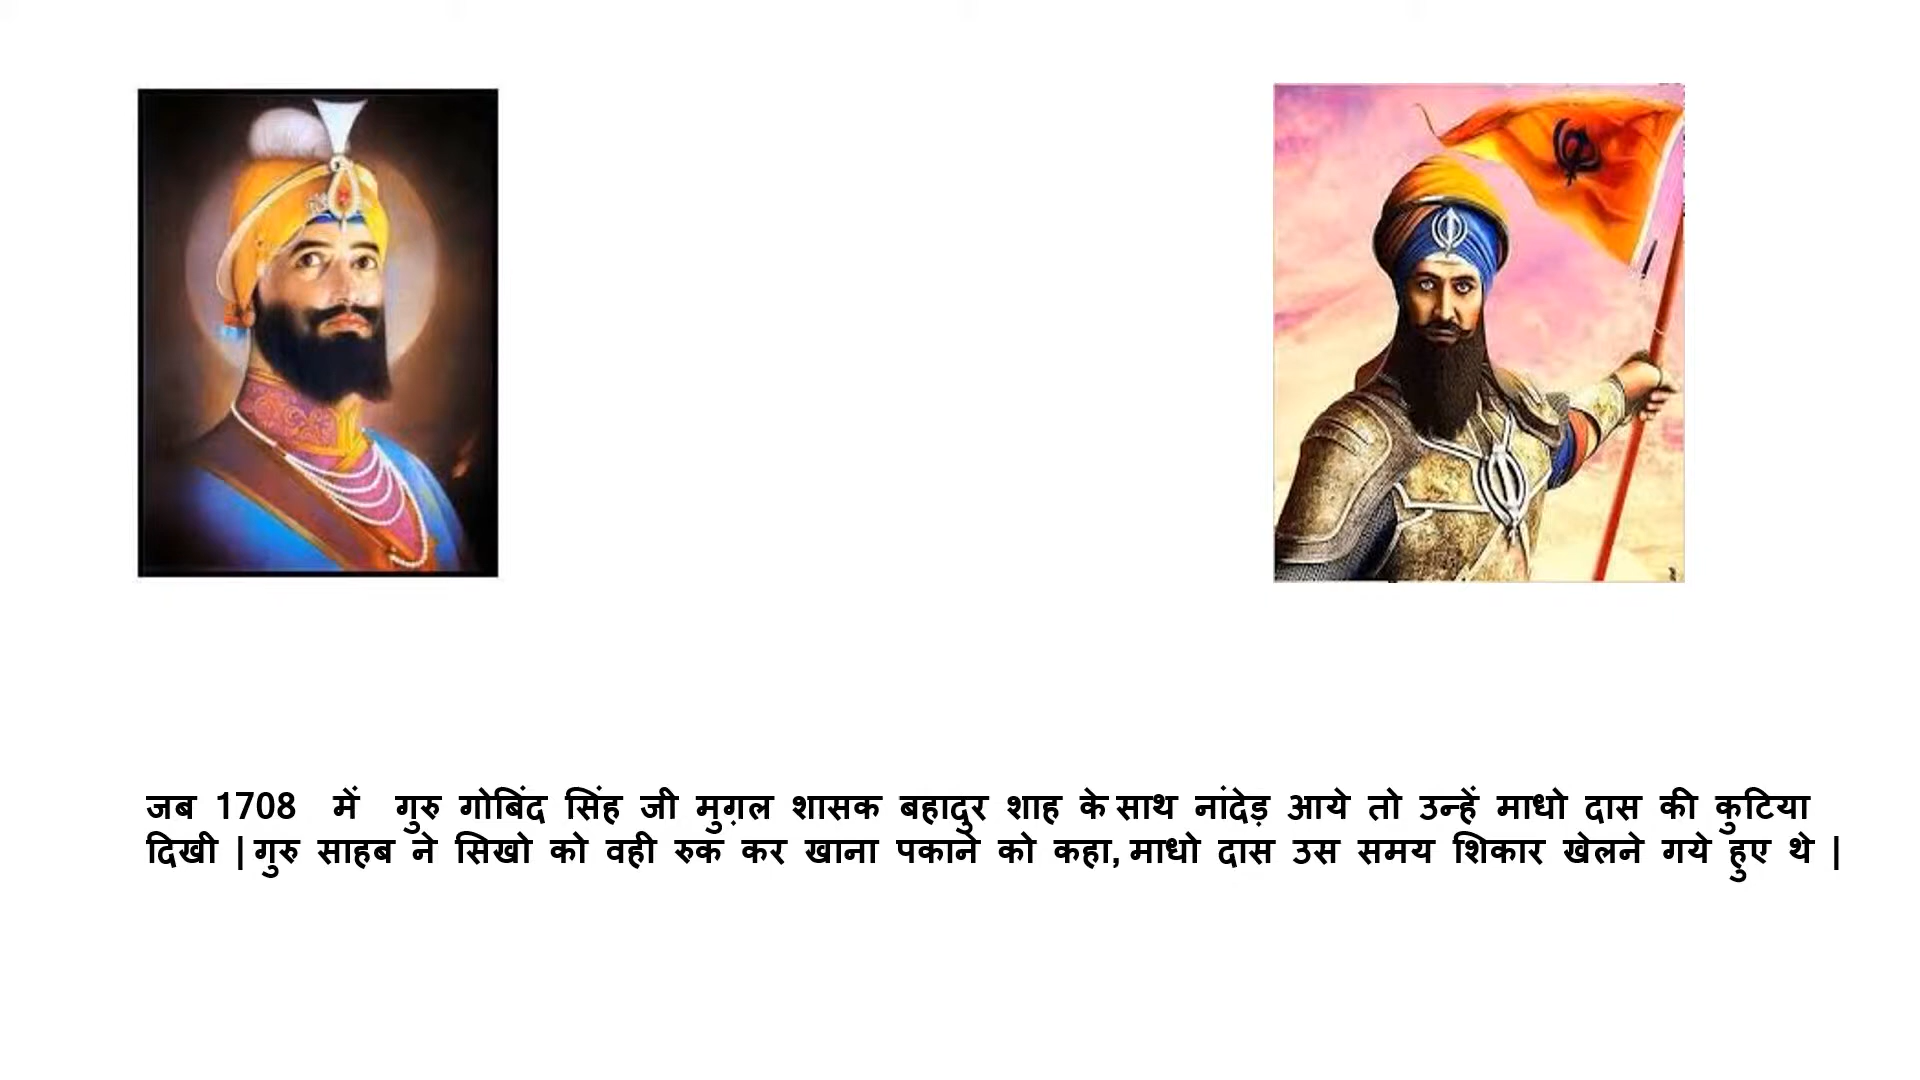 जब 1708 में गुरु गोबिंद सिंह जी मुग़ल शासक बहादुर शाह के साथ नांदेड़ आये तो उन्हें माधो दास की कुटिया
दिखी | गुरु साहब ने सिखो को वही रुक कर खाना पकाने को कहा, माधो दास उस समय शिकार खेलने गये हुए थे |